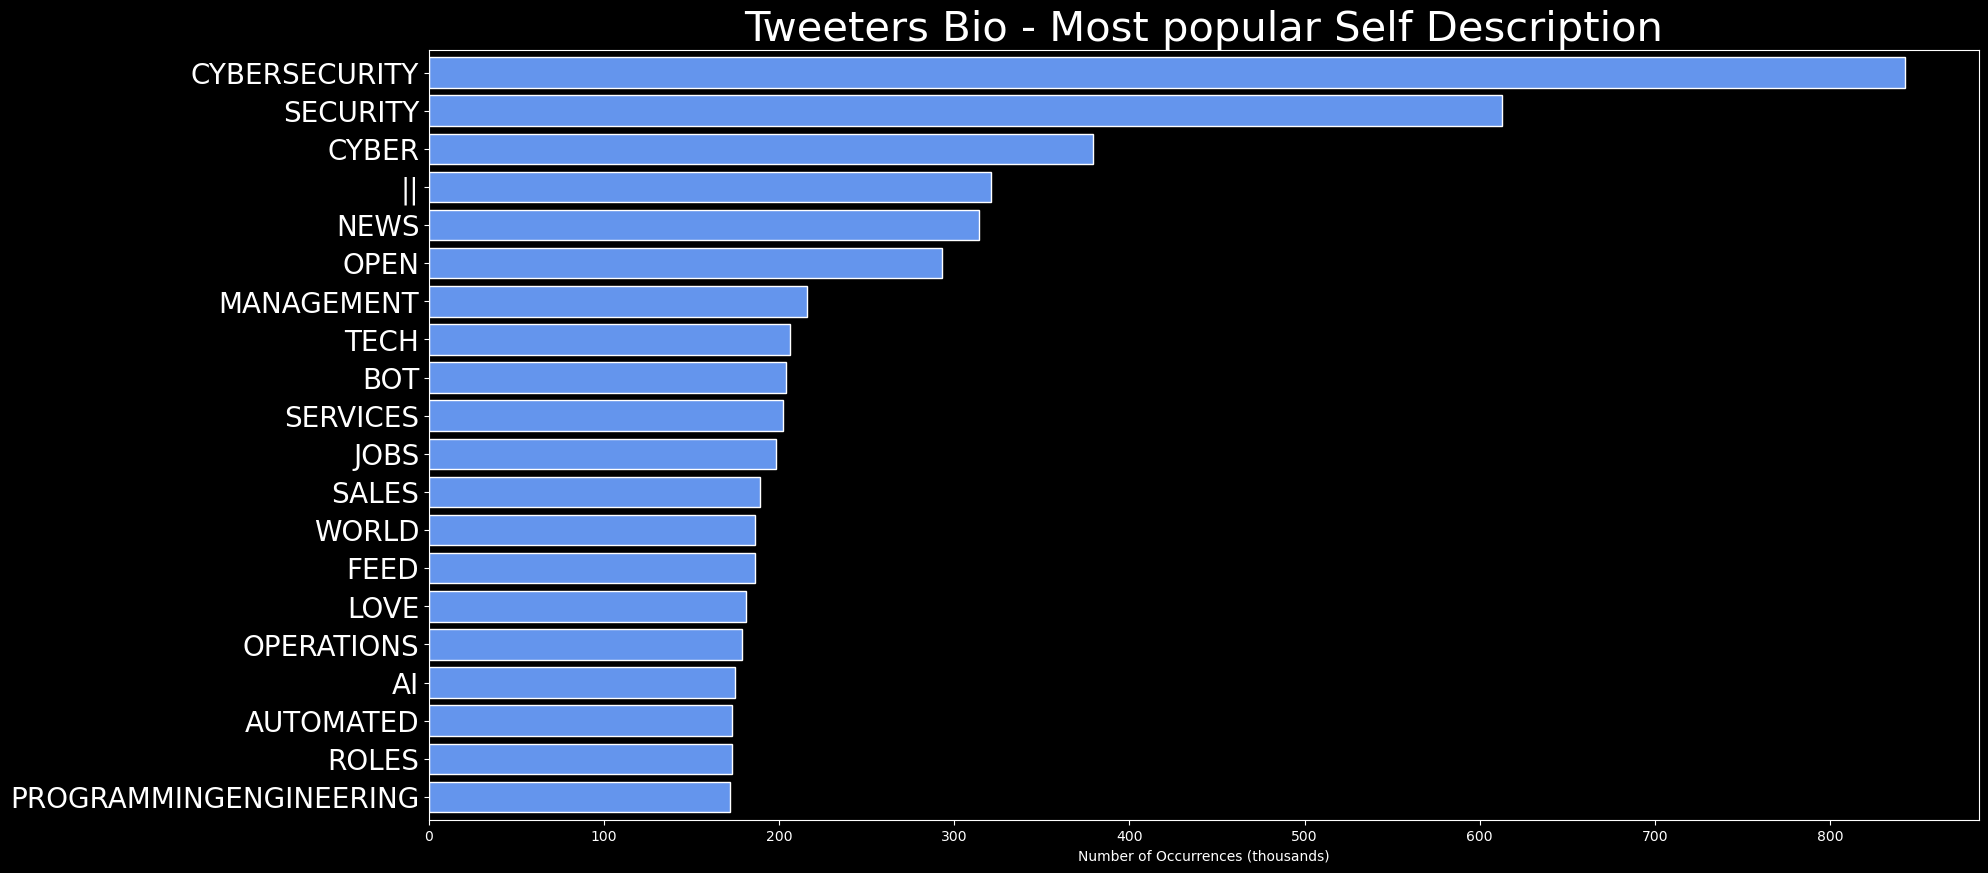 Tweeters Bio - Most popular Self Description
CYBERSECURITY
SECURITY
CYBER
||
NEWS
OPEN
MANAGEMENT
TECH
BOT
SERVICES
JOBS
SALES
WORLD
FEED
LOVE
OPERATIONS
AI
AUTOMATED
ROLES
PROGRAMMINGENGINEERING
0 100 200 300 400 500 600 700 800
Number of Occurrences (thousands)